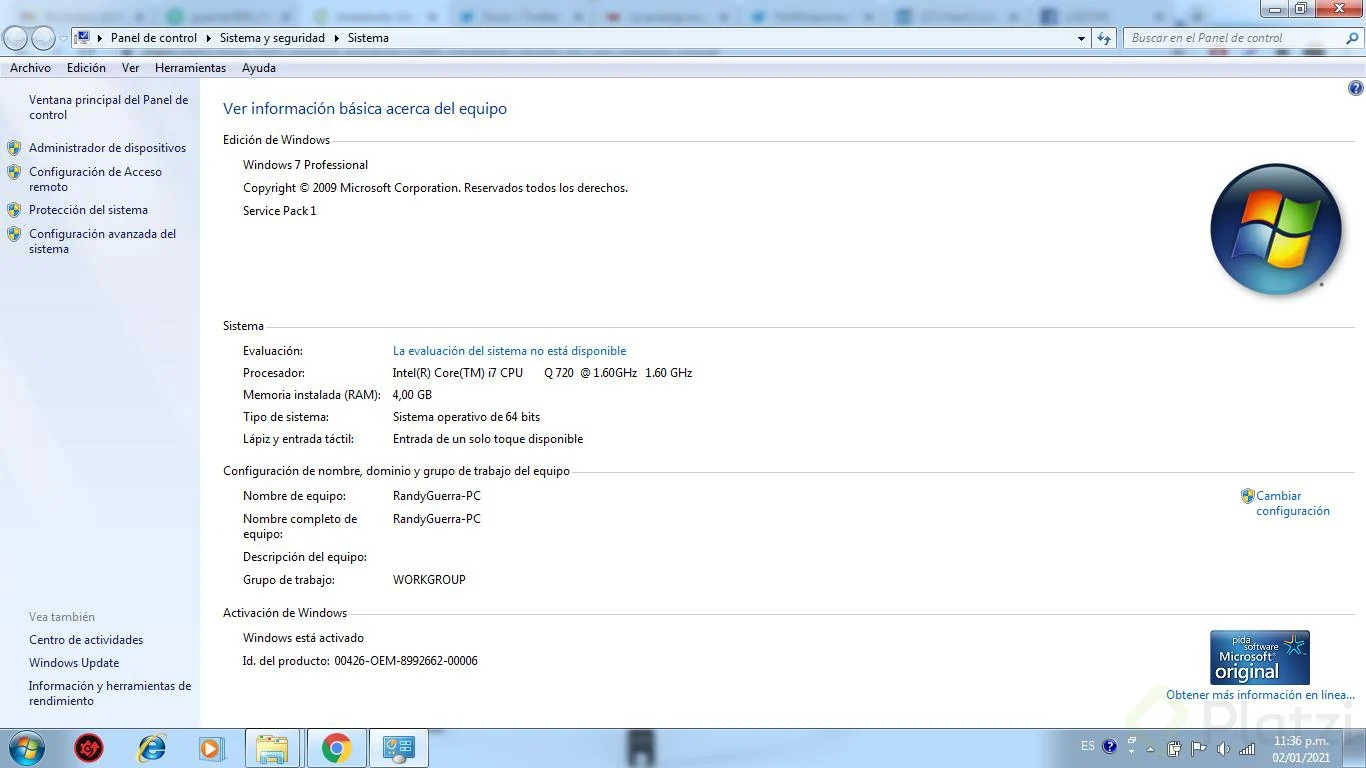 Panel de control
Sistema y seguridad
Sistema
Buscar en el Panel de control
Archivo Edición Ver Herramientas Ayuda
Ventana principal del Panel de
control
Administrador de dispositivos
Configuración de Acceso
remoto
Protección del sistema
Configuración avanzada del
sistema
Ver información básica acerca del equipo
Edición de Windows
Windows 7 Professional
Copyright © 2009 Microsoft Corporation. Reservados todos los derechos.
Service Pack 1
Sistema
Evaluación: La evaluación del sistema no está disponible
Procesador: Intel(R) Core(TM) i7 CPU Q 720 @ 1.60GHz 1.60 GHz
Memoria instalada (RAM): 4,00 GB
Tipo de sistema: Sistema operativo de 64 bits
Lápiz y entrada táctil: Entrada de un solo toque disponible
Configuración de nombre, dominio y grupo de trabajo del equipo
Nombre de equipo: RandyGuerra-PC
Cambiar
configuración
Nombre completo de
equipo:
RandyGuerra-PC
Descripción del equipo:
Grupo de trabajo: WORKGROUP
Activación de Windows
Windows está activado
Id. del producto: 00426-OEM-8992662-00006
pida
software
Microsoft®
original
Obtener más información en línea...
Vea también
Centro de actividades
Windows Update
Información y herramientas de
rendimiento
Platzi
ES
11:36 p.m.
02/01/2021